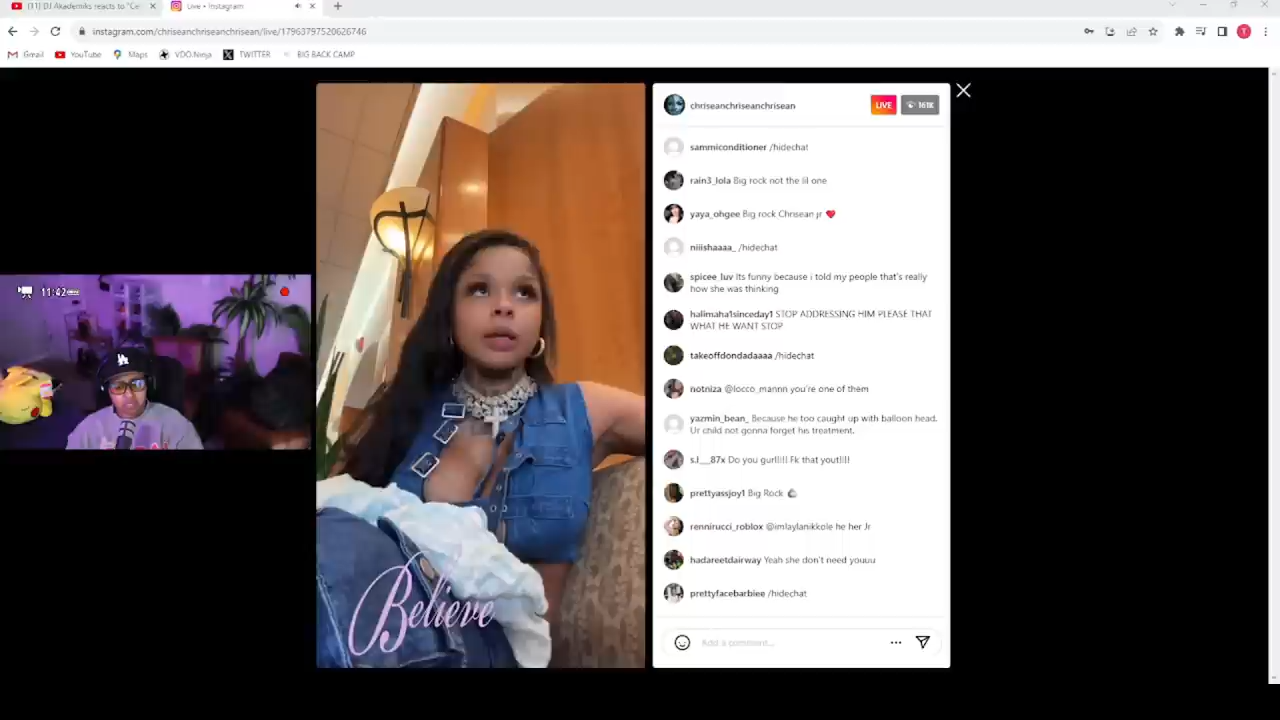 (11) DJ Akademiks reacts to "Ce
Live • Instagram
instagram.com/chriseanchriseanchrisean/live/17963797520626746
Gmail
YouTube
Maps
VDO.Ninja
TWITTER
BIG BACK CAMP
11:42
LA
Believe
chriseanchriseanchrisean
LIVE
161K
sammiconditioner /hidechat
rain3_lola Big rock not the lil one
yaya_ohgee Big rock Chrisean jr ❤️
niiishaaaa_ /hidechat
spicee_luv Its funny because i told my people that's really
how she was thinking
halimaha1sinceday1 STOP ADDRESSING HIM PLEASE THAT
WHAT HE WANT STOP
takeoffdondadaaaa /hidechat
notniza @locco_mannn you're one of them
yazmin_bean_ Because he too caught up with balloon head.
Ur child not gonna forget his treatment.
s.l__87x Do you gurl!!!! Fk that yout!!!!
prettyassjoy1 Big Rock 🪨
rennirucci_roblox @imlaylanikkole he her Jr
hadareetdairway Yeah she don't need youuu
prettyfacebarbiee /hidechat
Add a comment...